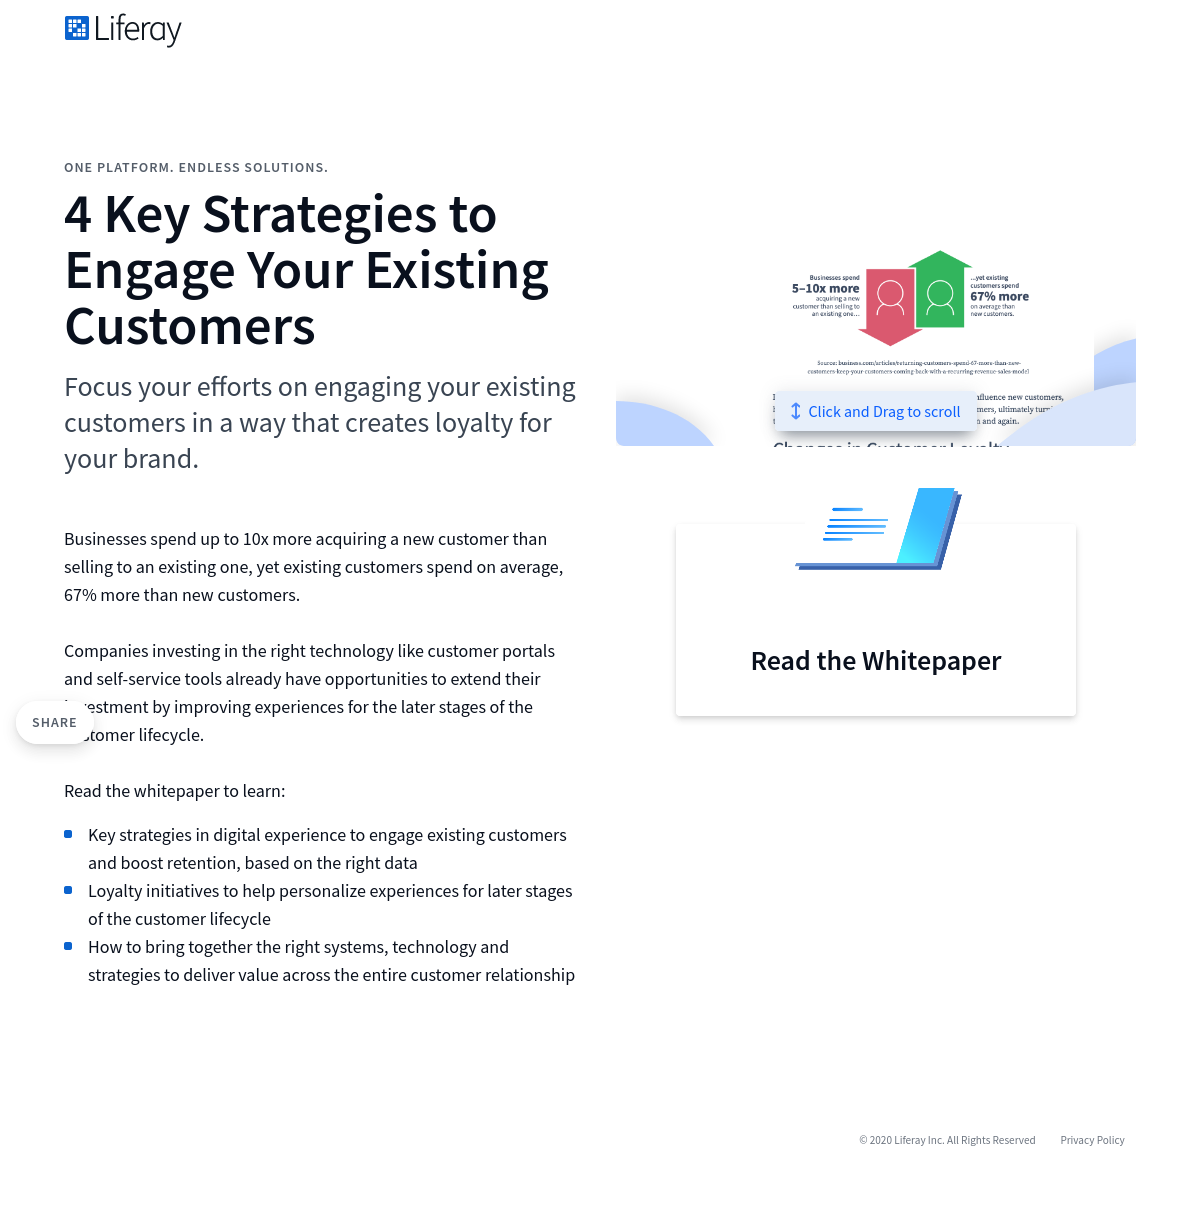 Liferay
ONE PLATFORM. ENDLESS SOLUTIONS.
4 Key Strategies to
Engage Your Existing
Customers
Focus your efforts on engaging your existing
customers in a way that creates loyalty for
your brand.
Businesses spend up to 10x more acquiring a new customer than
selling to an existing one, yet existing customers spend on average,
67% more than new customers.
Companies investing in the right technology like customer portals
and self-service tools already have opportunities to extend their
estment by improving experiences for the later stages of the
tomer lifecycle.
SHARE
Read the whitepaper to learn:
Key strategies in digital experience to engage existing customers
and boost retention, based on the right data
Loyalty initiatives to help personalize experiences for later stages
of the customer lifecycle
How to bring together the right systems, technology and
strategies to deliver value across the entire customer relationship
Businesses spend
5–10x more
acquiring a new
customer than selling to
an existing one...
...yet existing
customers spend
67% more
on average than
new customers.
Source: business.com/articles/returning-customers-spend-67-more-than-new-
customers-keep-your-customers-coming-back-with-a-recurring-revenue-sales-model
fluence new customers,
mers, ultimately
n and again.
Click and Drag to scroll
Changes in Customer Loyalty
Read the Whitepaper
© 2020 Liferay Inc. All Rights Reserved
Privacy Policy